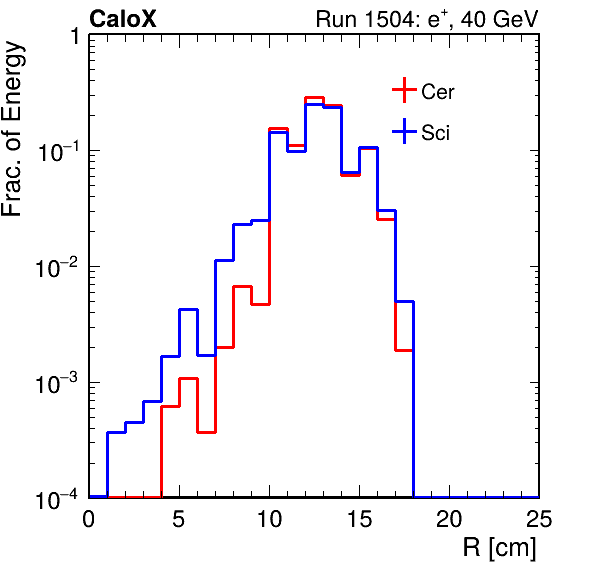 CaloX Run 1504: e⁺, 40 GeV
Frac. of Energy
1
10⁻¹
10⁻²
10⁻³
10⁻⁴
Cer
Sci
0 5 10 15 20 25
R [cm]